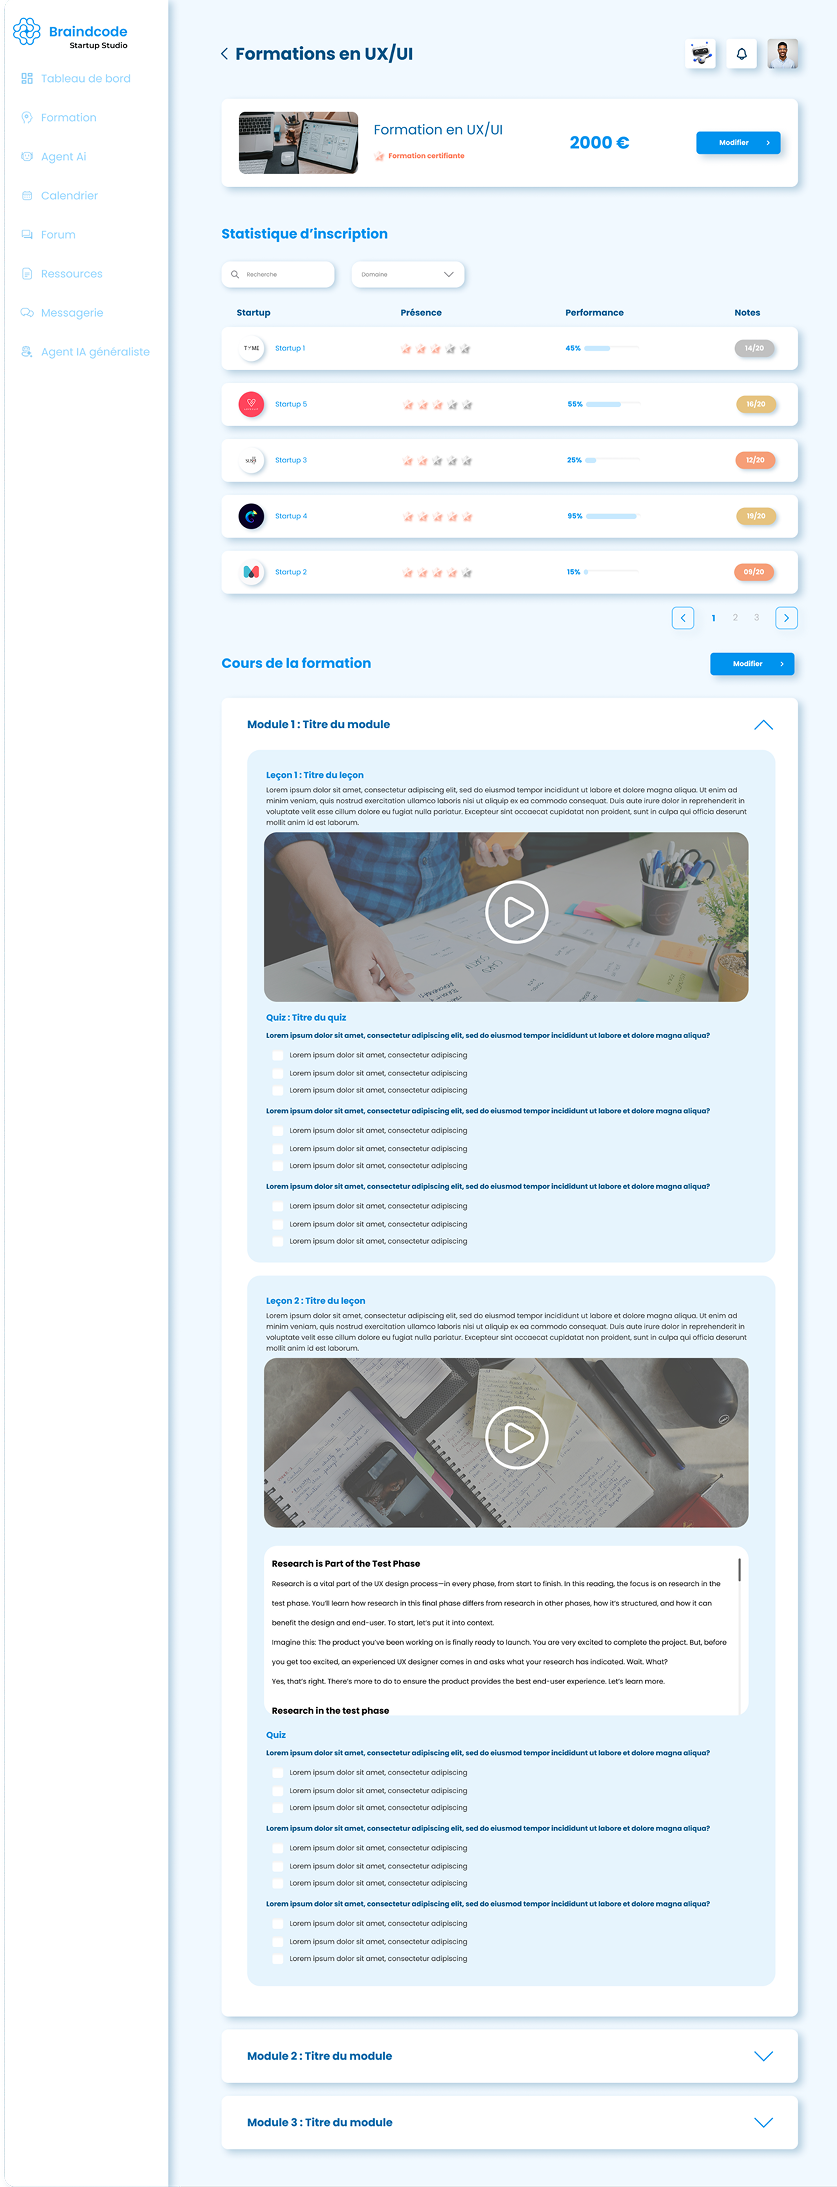 Braindcode
Startup Studio
Tableau de bord
Formation
Agent Ai
Calendrier
Forum
Ressources
Messagerie
Agent IA généraliste
Formations en UX/UI
Formation en UX/UI
Formation certifiante
2000 €
Modifier
Statistique d'inscription
Recherche
Domaine
Startup Présence Performance Notes
Startup 1 45% 14/20
Startup 5 55% 16/20
Startup 3 25% 12/20
Startup 4 95% 19/20
Startup 2 15% 09/20
1 2 3
Cours de la formation
Modifier
Module 1 : Titre du module
Leçon 1 : Titre du leçon
Lorem ipsum dolor sit amet, consectetur adipiscing elit, sed do eiusmod tempor incididunt ut labore et dolore magna aliqua. Ut enim ad
minim veniam, quis nostrud exercitation ullamco laboris nisi ut aliquip ex ea commodo consequat. Duis aute irure dolor in reprehenderit in
voluptate velit esse cillum dolore eu fugiat nulla pariatur. Excepteur sint occaecat cupidatat non proident, sunt in culpa qui officia deserunt
mollit anim id est laborum.
Quiz : Titre du quiz
Lorem ipsum dolor sit amet, consectetur adipiscing elit, sed do eiusmod tempor incididunt ut labore et dolore magna aliqua?
Lorem ipsum dolor sit amet, consectetur adipiscing
Lorem ipsum dolor sit amet, consectetur adipiscing
Lorem ipsum dolor sit amet, consectetur adipiscing
Lorem ipsum dolor sit amet, consectetur adipiscing elit, sed do eiusmod tempor incididunt ut labore et dolore magna aliqua?
Lorem ipsum dolor sit amet, consectetur adipiscing
Lorem ipsum dolor sit amet, consectetur adipiscing
Lorem ipsum dolor sit amet, consectetur adipiscing
Lorem ipsum dolor sit amet, consectetur adipiscing elit, sed do eiusmod tempor incididunt ut labore et dolore magna aliqua?
Lorem ipsum dolor sit amet, consectetur adipiscing
Lorem ipsum dolor sit amet, consectetur adipiscing
Lorem ipsum dolor sit amet, consectetur adipiscing
Leçon 2 : Titre du leçon
Lorem ipsum dolor sit amet, consectetur adipiscing elit, sed do eiusmod tempor incididunt ut labore et dolore magna aliqua. Ut enim ad
minim veniam, quis nostrud exercitation ullamco laboris nisi ut aliquip ex ea commodo consequat. Duis aute irure dolor in reprehenderit in
voluptate velit esse cillum dolore eu fugiat nulla pariatur. Excepteur sint occaecat cupidatat non proident, sunt in culpa qui officia deserunt
mollit anim id est laborum.
Research is Part of the Test Phase
Research is a vital part of the UX design process—in every phase, from start to finish. In this reading, the focus is on research in the
test phase. You'll learn how research in this final phase differs from research in other phases, how it's structured, and how it can
benefit the design and end-user. To start, let's put it into context.
Imagine this: The product you've been working on is finally ready to launch. You are very excited to complete the project. But, before
you get too excited, an experienced UX designer comes in and asks what your research has indicated. Wait. What?
Yes, that's right. There's more to do to ensure the product provides the best end-user experience. Let's learn more.
Research in the test phase
Quiz
Lorem ipsum dolor sit amet, consectetur adipiscing elit, sed do eiusmod tempor incididunt ut labore et dolore magna aliqua?
Lorem ipsum dolor sit amet, consectetur adipiscing
Lorem ipsum dolor sit amet, consectetur adipiscing
Lorem ipsum dolor sit amet, consectetur adipiscing
Lorem ipsum dolor sit amet, consectetur adipiscing elit, sed do eiusmod tempor incididunt ut labore et dolore magna aliqua?
Lorem ipsum dolor sit amet, consectetur adipiscing
Lorem ipsum dolor sit amet, consectetur adipiscing
Lorem ipsum dolor sit amet, consectetur adipiscing
Lorem ipsum dolor sit amet, consectetur adipiscing elit, sed do eiusmod tempor incididunt ut labore et dolore magna aliqua?
Lorem ipsum dolor sit amet, consectetur adipiscing
Lorem ipsum dolor sit amet, consectetur adipiscing
Lorem ipsum dolor sit amet, consectetur adipiscing
Module 2 : Titre du module
Module 3 : Titre du module